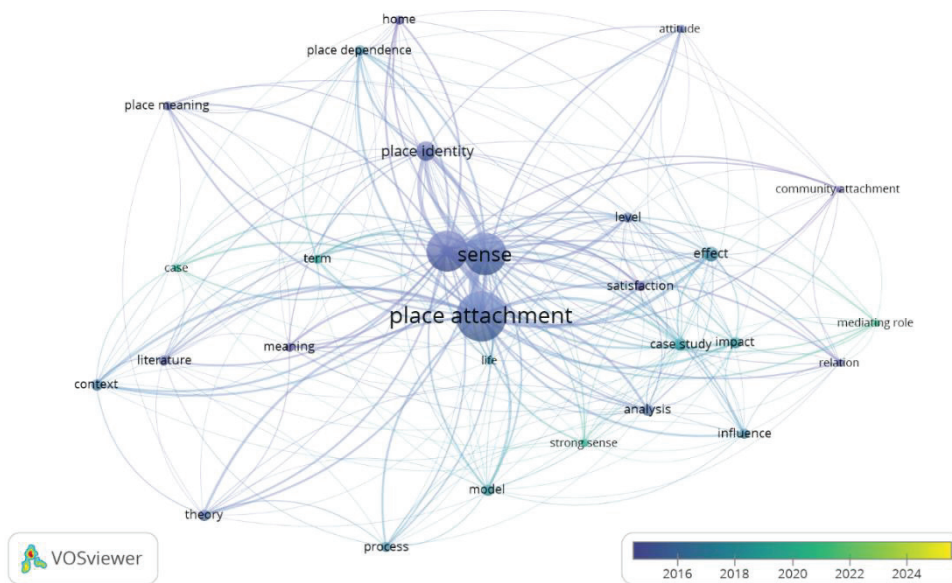 home
attitude
place dependence
place meaning
place identity
community attachment
level
effect
sense
term
case
satisfaction
place attachment
mediating role
case study
impact
meaning
literature
life
relation
context
analysis
influence
strong sense
model
theory
process
VOSviewer
2016 2018 2020 2022 2024